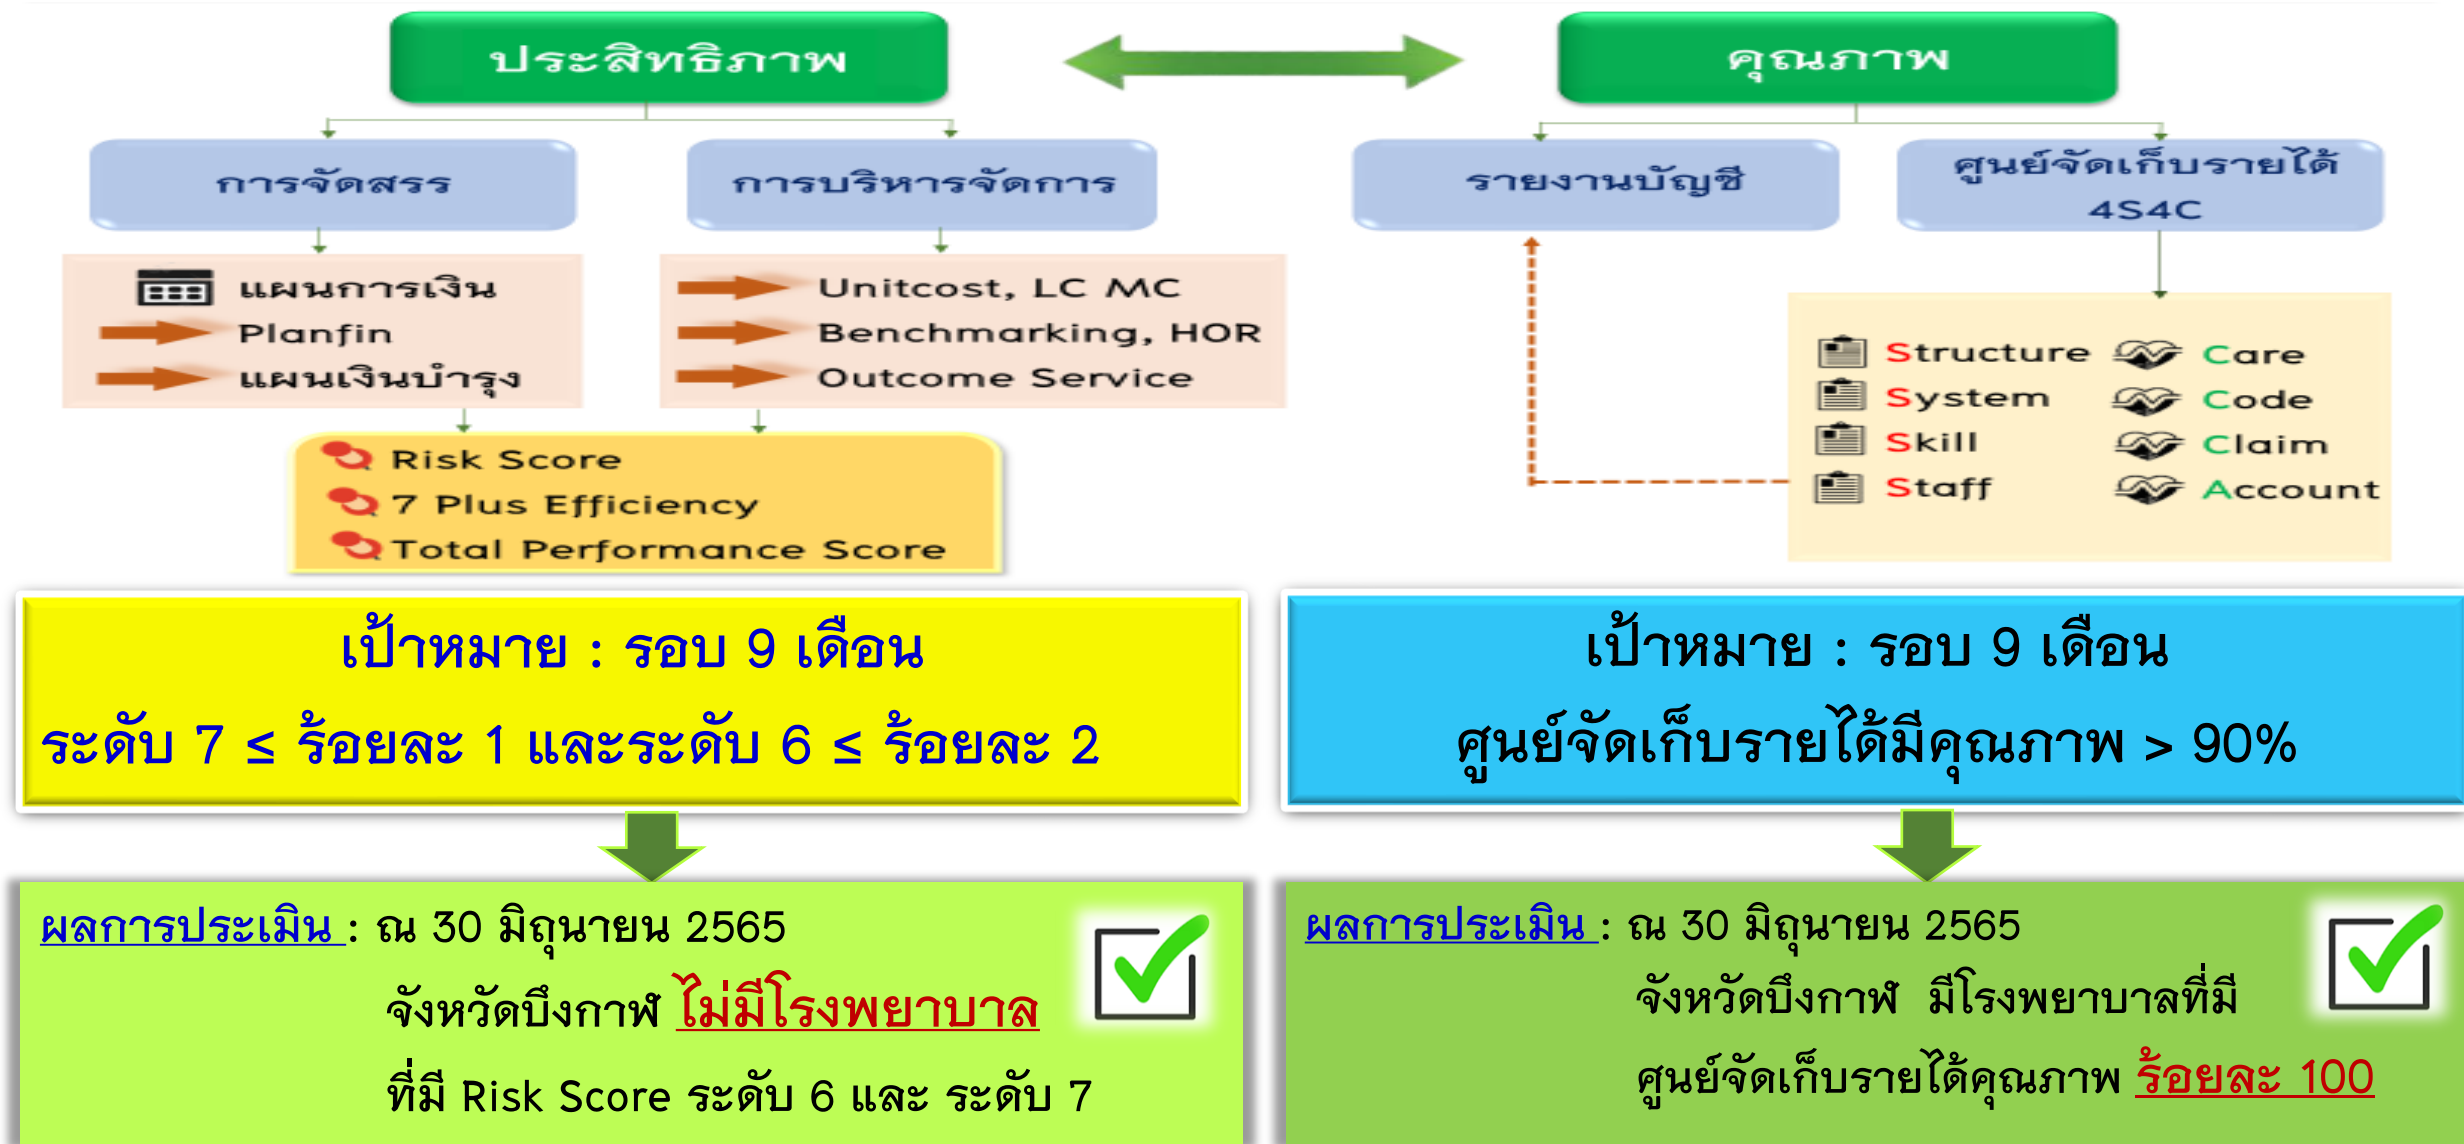 ประสิทธิภาพ
คุณภาพ
การจัดสรร
การบริหารจัดการ
รายงานบัญชี
ศูนย์จัดเก็บรายได้
4S4C
แผนการเงิน
Planfin
แผนเงินบำรุง
Unitcost, LC MC
Benchmarking, HOR
Outcome Service
Structure
System
Skill
Staff
Care
Code
Claim
Account
Risk Score
7 Plus Efficiency
Total Performance Score
เป้าหมาย : รอบ 9 เดือน
ระดับ 7 ≤ ร้อยละ 1 และระดับ 6 ≤ ร้อยละ 2
เป้าหมาย : รอบ 9 เดือน
ศูนย์จัดเก็บรายได้มีคุณภาพ > 90%
ผลการประเมิน : ณ 30 มิถุนายน 2565
จังหวัดบึงกาฬ ไม่มีโรงพยาบาล
ที่มี Risk Score ระดับ 6 และ ระดับ 7
ผลการประเมิน : ณ 30 มิถุนายน 2565
จังหวัดบึงกาฬ มีโรงพยาบาลที่มี
ศูนย์จัดเก็บรายได้คุณภาพ ร้อยละ 100